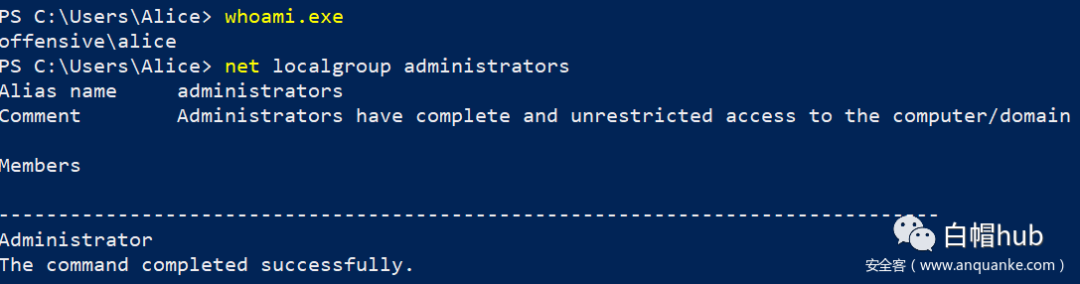 PS C:\Users\Alice> whoami.exe
offensive\alice
PS C:\Users\Alice> net localgroup administrators
Alias name     administrators
Comment        Administrators have complete and unrestricted access to the computer/domain
Members
-------------------------------------------------------------------------------
Administrator
The command completed successfully.
白帽hub
安全客（www.anquanke.com）